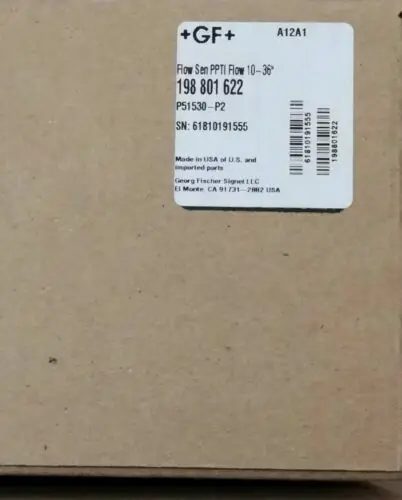 +GF+ A12A1
Flow Sen PPTI Flow 10-36"
198 801 622
P51530-P2
SN: 61810191555
Made in USA of U.S. and
imported parts
Georg Fischer Signet LLC
El Monte, CA 91731-2882 USA
61810191555
198801622